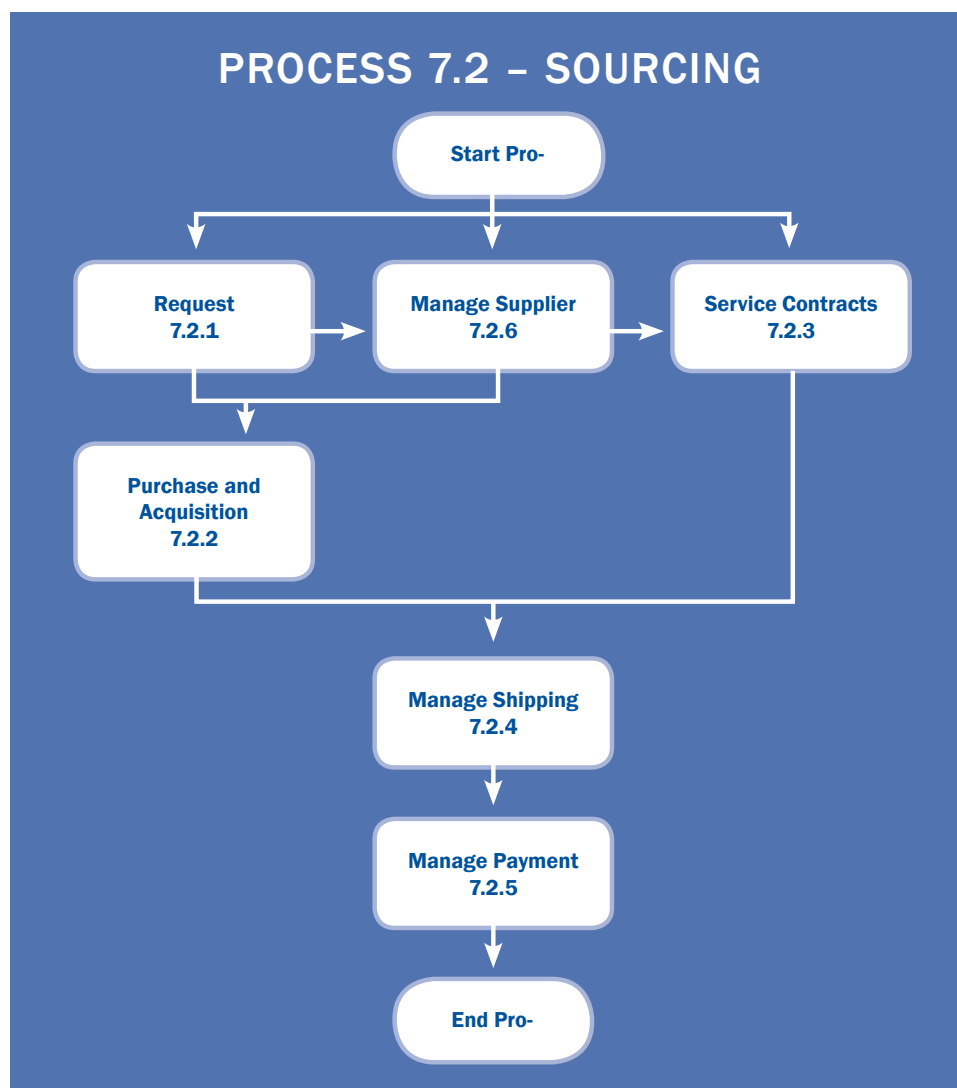 PROCESS 7.2 – SOURCING
Start Pro-
Request
7.2.1
Manage Supplier
7.2.6
Service Contracts
7.2.3
Purchase and
Acquisition
7.2.2
Manage Shipping
7.2.4
Manage Payment
7.2.5
End Pro-